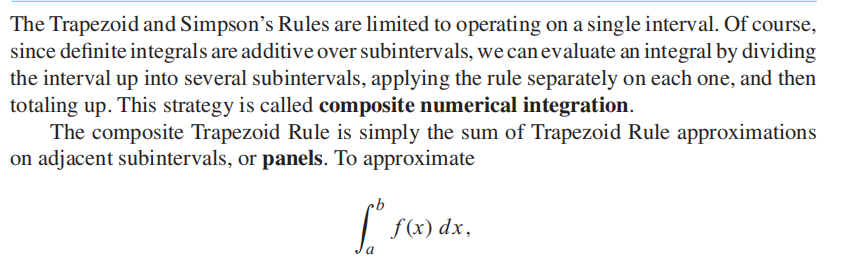 The Trapezoid and Simpson's Rules are limited to operating on a single interval. Of course,
since definite integrals are additive over subintervals, we can evaluate an integral by dividing
the interval up into several subintervals, applying the rule separately on each one, and then
totaling up. This strategy is called composite numerical integration.
The composite Trapezoid Rule is simply the sum of Trapezoid Rule approximations
on adjacent subintervals, or panels. To approximate
∫_a^b f(x) dx,